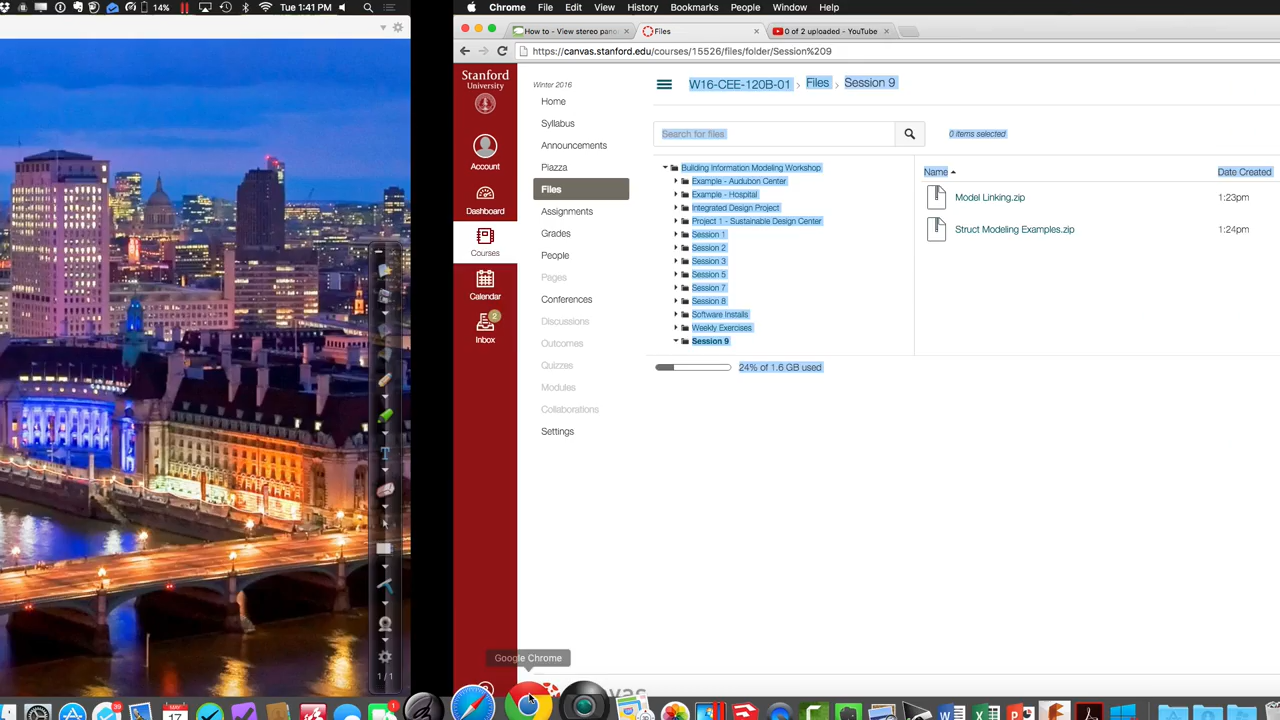 14%
Tue 1:41 PM
Chrome File Edit View History Bookmarks People Window Help
How to - View stereo pano
Files
0 of 2 uploaded - YouTube
https://canvas.stanford.edu/courses/15526/files/folder/Session%209
Stanford
University
Account
Dashboard
Courses
Calendar
2
Inbox
Winter 2016
Home
Syllabus
Announcements
Piazza
Files
Assignments
Grades
People
Pages
Conferences
Discussions
Outcomes
Quizzes
Modules
Collaborations
Settings
W16-CEE-120B-01 › Files › Session 9
Search for files
0 items selected
Building Information Modeling Workshop
Example - Audubon Center
Example - Hospital
Integrated Design Project
Project 1 - Sustainable Design Center
Session 1
Session 2
Session 3
Session 5
Session 7
Session 8
Software Installs
Weekly Exercises
Session 9
24% of 1.6 GB used
Name Date Created
Model Linking.zip 1:23pm
Struct Modeling Examples.zip 1:24pm
T
1 / 1
Google Chrome
39
MAY
17
1